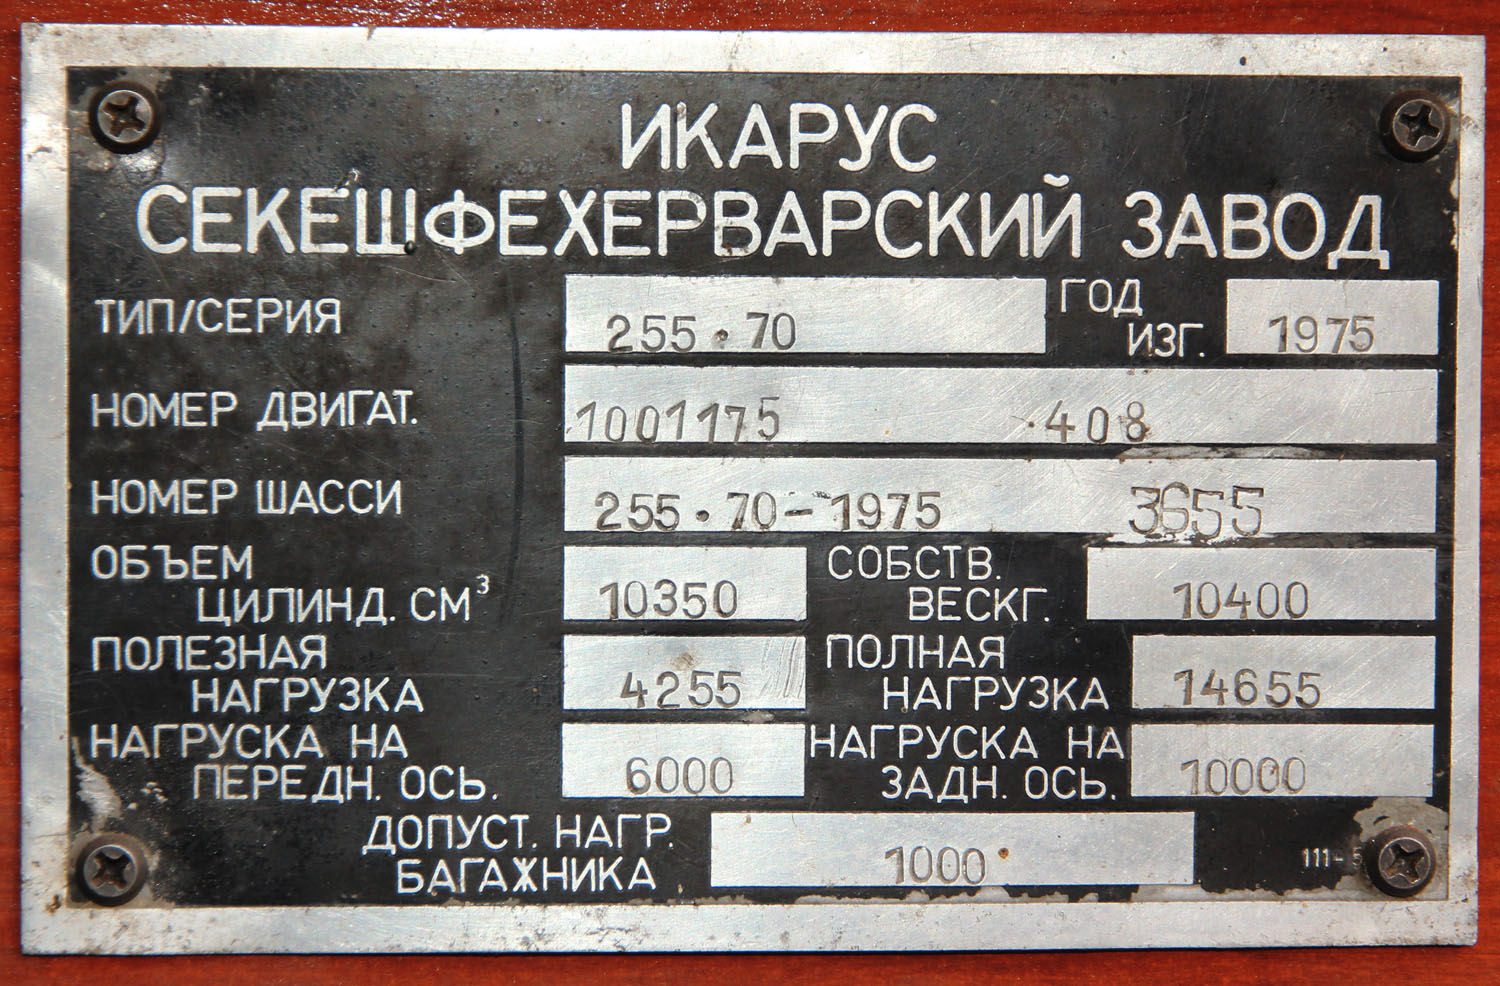 ИКАРУС
СЕКЕШФЕХЕРВАРСКИЙ ЗАВОД
ТИП/СЕРИЯ 255.70 ГОД ИЗГ. 1975
НОМЕР ДВИГАТ. 1001175 .408
НОМЕР ШАССИ 255.70-1975 3655
ОБЪЕМ ЦИЛИНД. СМ³ 10350 СОБСТВ. ВЕСКГ. 10400
ПОЛЕЗНАЯ НАГРУЗКА 4255 ПОЛНАЯ НАГРУЗКА 14655
НАГРУСКА НА ПЕРЕДН. ОСЬ. 6000 НАГРУСКА НА ЗАДН. ОСЬ. 10000
ДОПУСТ. НАГР. БАГАЖНИКА 1000